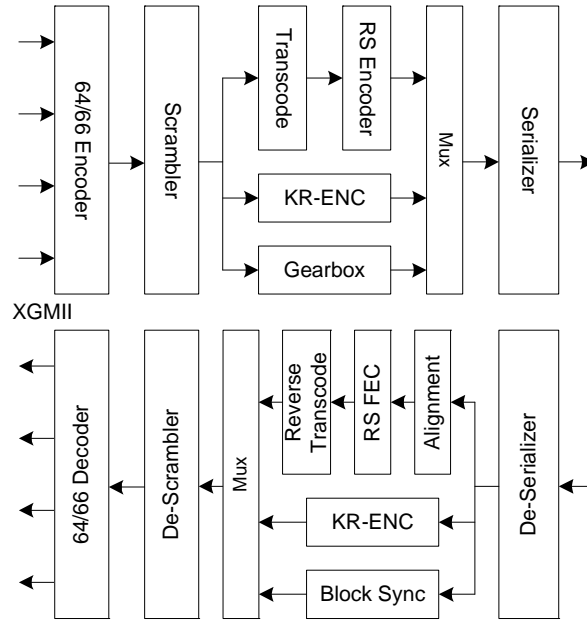 64/66 Encoder
Scrambler
Transcode
RS Encoder
KR-ENC
Gearbox
Mux
Serializer
XGMII
64/66 Decoder
De-Scrambler
Mux
Reverse
Transcode
RS FEC
Alignment
KR-ENC
Block Sync
De-Serializer